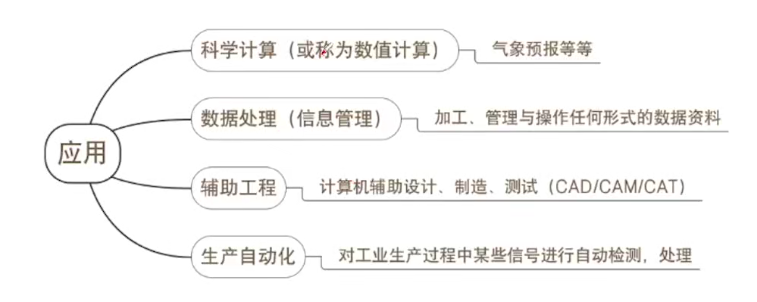 科学计算（或称为数值计算）
气象预报等等
数据处理（信息管理）
加工、管理与操作任何形式的数据资料
应用
辅助工程
计算机辅助设计、制造、测试（CAD/CAM/CAT）
生产自动化
对工业生产过程中某些信号进行自动检测，处理